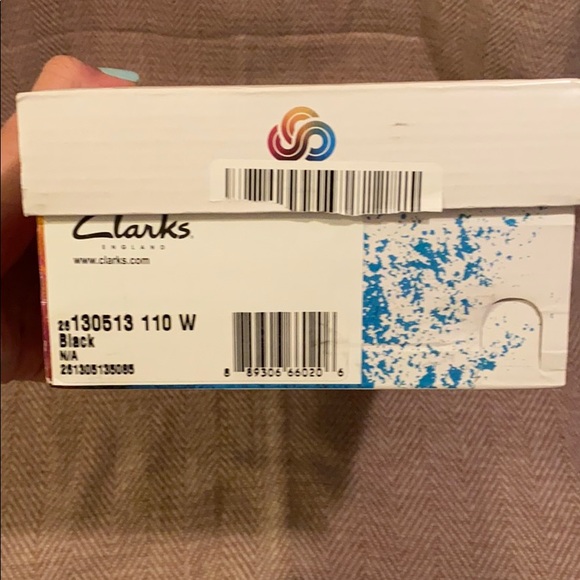 Clarks
ENGLAND
www.clarks.com
26130513 110 W
Black
N/A
261305135085
8 89306 66020 6